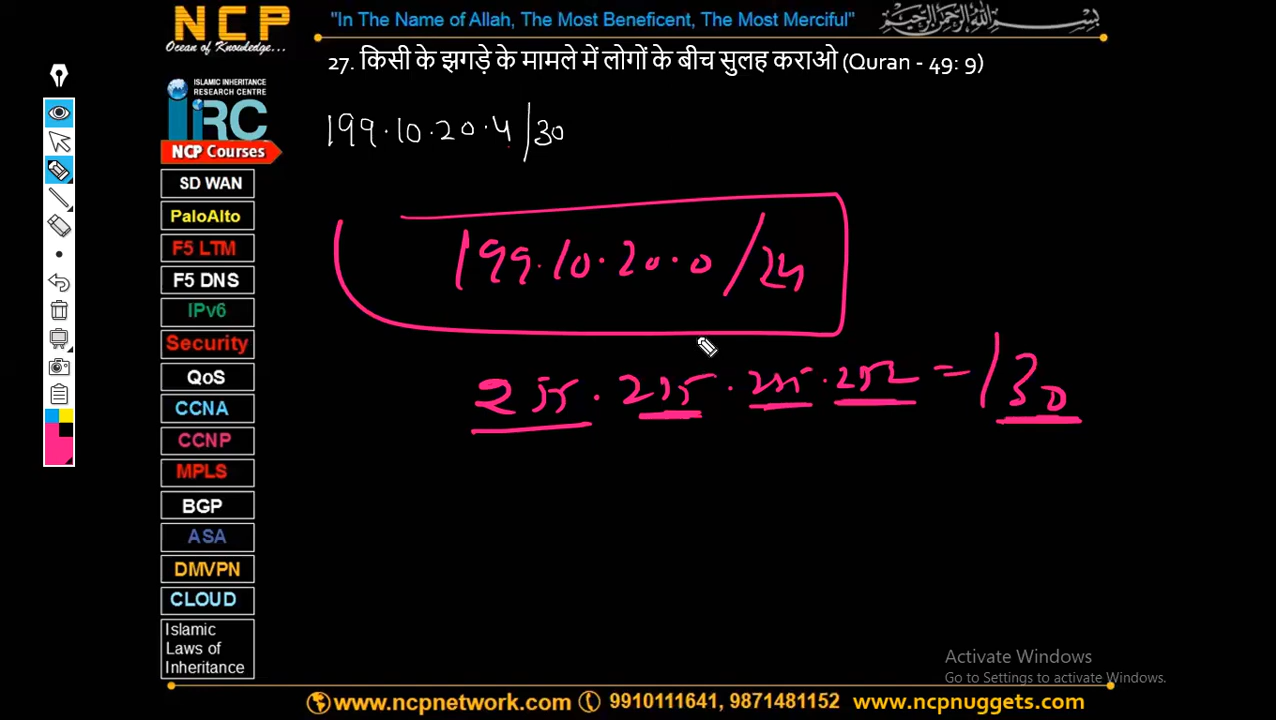 NCP
Ocean of Knowledge...
"In The Name of Allah, The Most Beneficent, The Most Merciful"
27. किसी के झगड़े के मामले में लोगों के बीच सुलह कराओ (Quran - 49: 9)
ISLAMIC INHERITANCE
RESEARCH CENTRE
IRC
NCP Courses
199.10.20.4/30
SD WAN
PaloAlto
F5 LTM
199.10.20.0/24
F5 DNS
IPv6
Security
255.255.255.252 = /30
QoS
CCNA
CCNP
MPLS
BGP
ASA
DMVPN
CLOUD
Islamic
Laws of
Inheritance
Activate Windows
Go to Settings to activate Windows.
www.ncpnetwork.com 9910111641, 9871481152 www.ncpnuggets.com